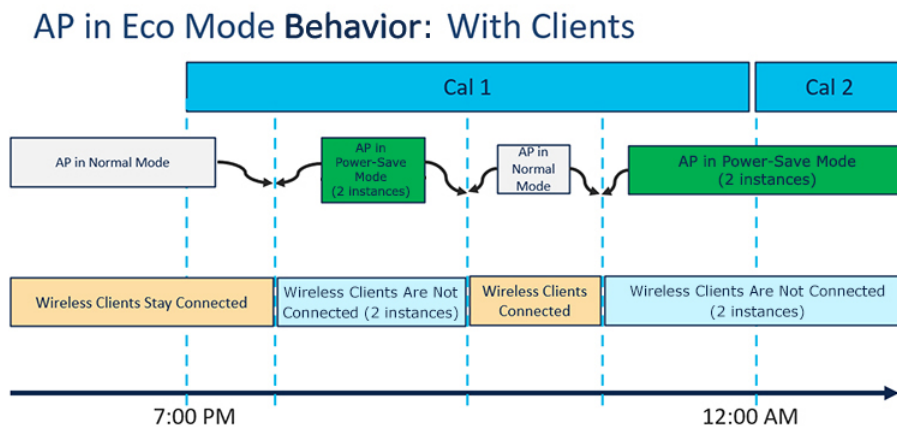 AP in Eco Mode Behavior: With Clients
Cal 1
Cal 2
AP in Normal Mode
AP in
Power-Save
Mode
(2 instances)
AP in
Normal
Mode
AP in Power-Save Mode
(2 instances)
Wireless Clients Stay Connected
Wireless Clients Are Not
Connected (2 instances)
Wireless Clients
Connected
Wireless Clients Are Not Connected
(2 instances)
7:00 PM
12:00 AM